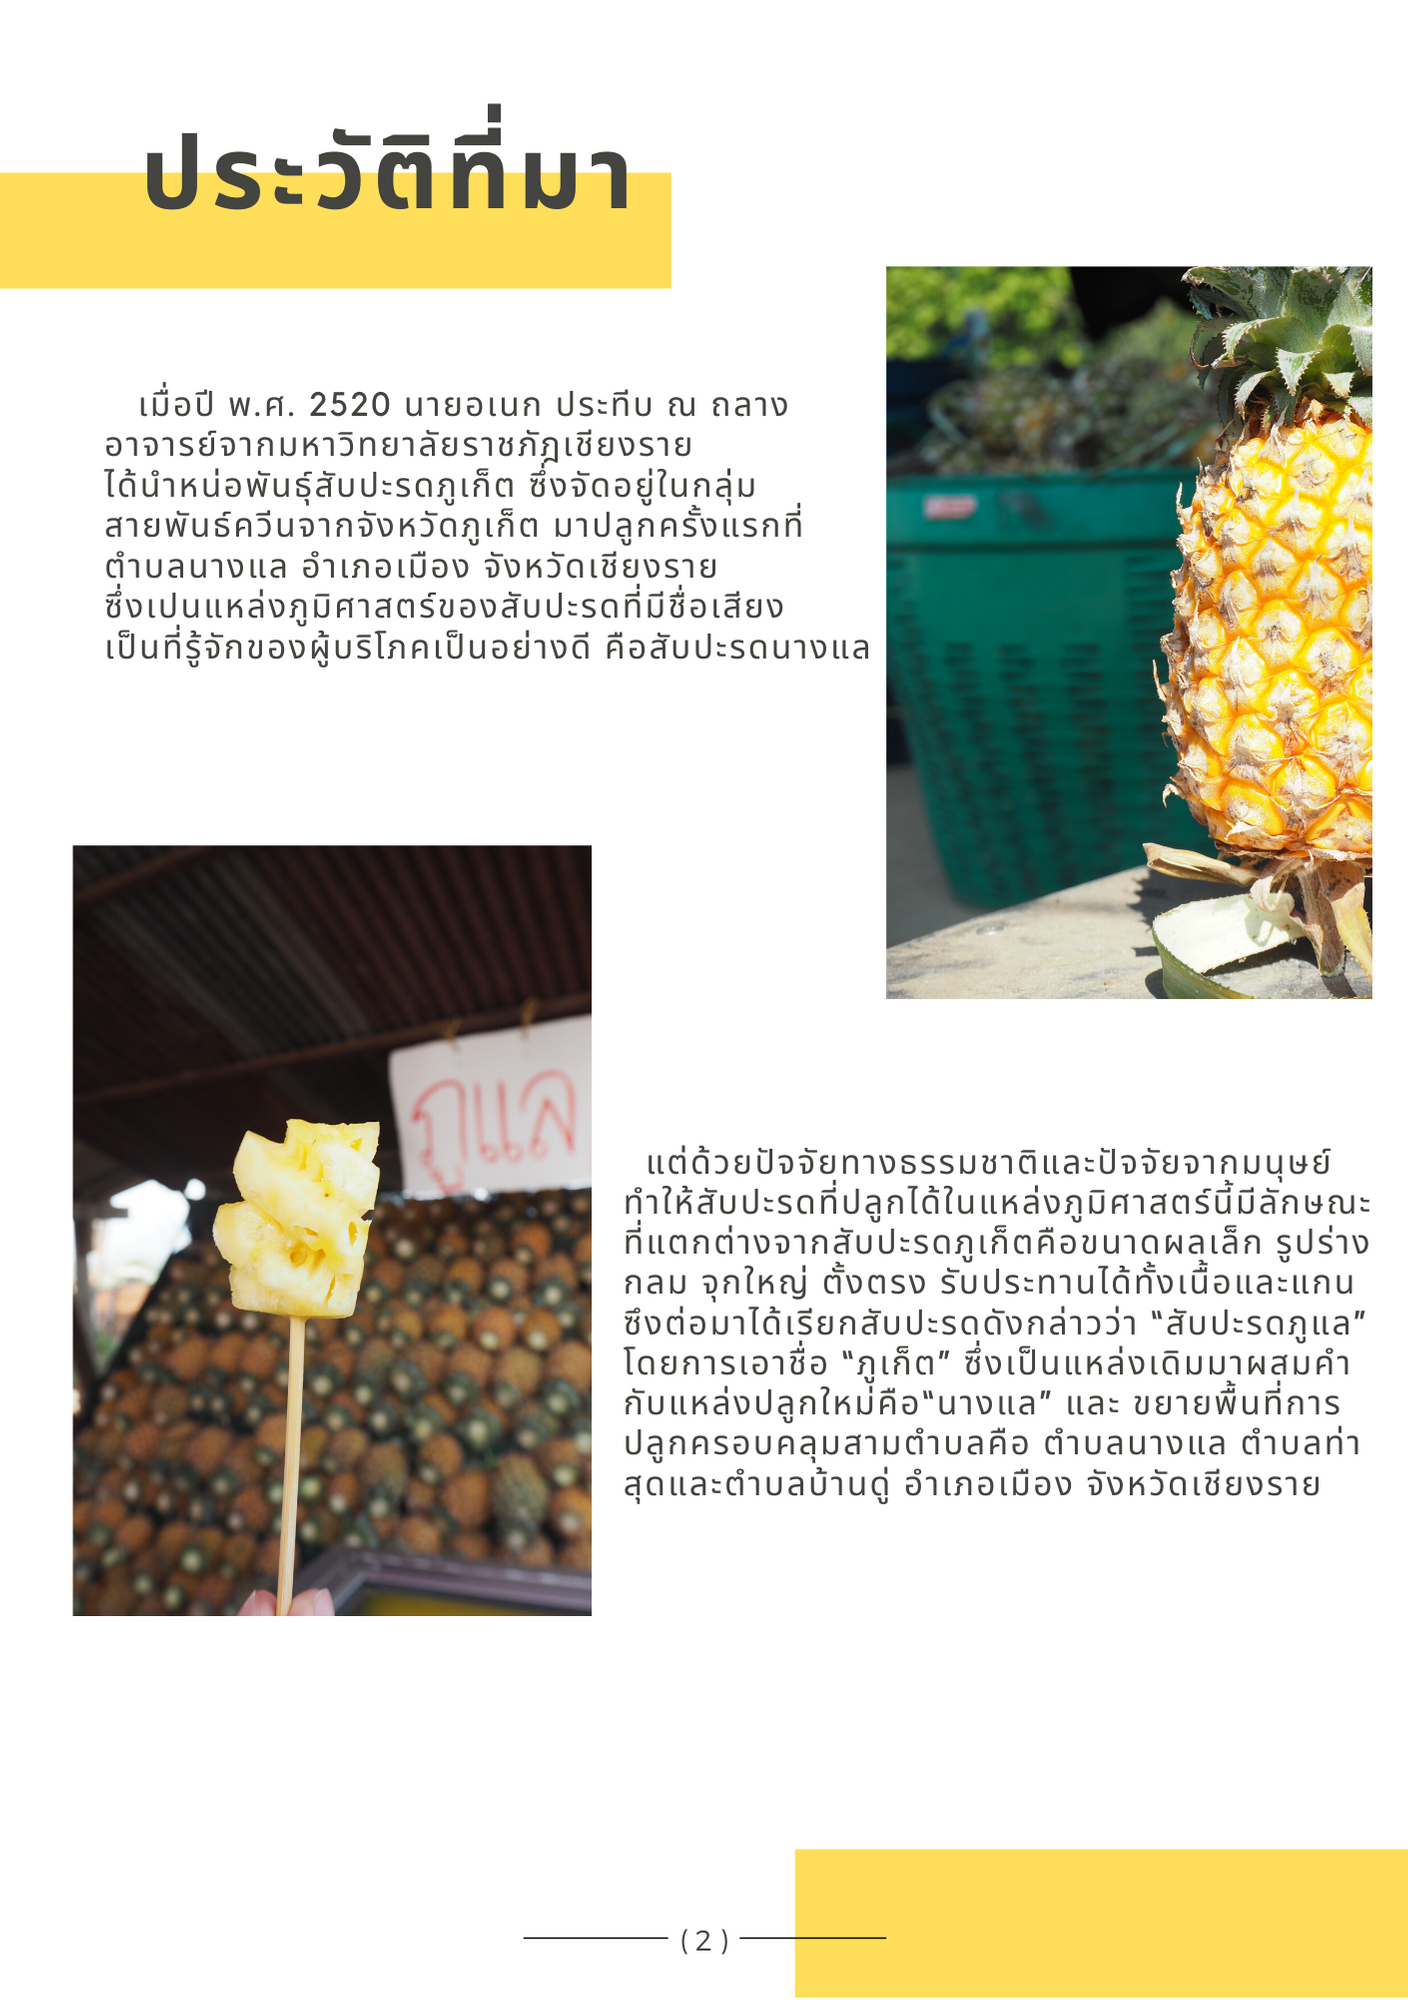 ประวัติที่มา
เมื่อปี พ.ศ. 2520 นายอเนก ประทีบ ณ ถลาง
อาจารย์จากมหาวิทยาลัยราชภัฎเชียงราย
ได้นำหน่อพันธุ์สับปะรดภูเก็ต ซึ่งจัดอยู่ในกลุ่ม
สายพันธ์ควีนจากจังหวัดภูเก็ต มาปลูกครั้งแรกที่
ตำบลนางแล อำเภอเมือง จังหวัดเชียงราย
ซึ่งเปนแหล่งภูมิศาสตร์ของสับปะรดที่มีชื่อเสียง
เป็นที่รู้จักของผู้บริโภคเป็นอย่างดี คือสับปะรดนางแล
ภูแล
แต่ด้วยปัจจัยทางธรรมชาติและปัจจัยจากมนุษย์
ทำให้สับปะรดที่ปลูกได้ในแหล่งภูมิศาสตร์นี้มีลักษณะ
ที่แตกต่างจากสับปะรดภูเก็ตคือขนาดผลเล็ก รูปร่าง
กลม จุกใหญ่ ตั้งตรง รับประทานได้ทั้งเนื้อและแกน
ซึงต่อมาได้เรียกสับปะรดดังกล่าวว่า “สับปะรดภูแล”
โดยการเอาชื่อ “ภูเก็ต” ซึ่งเป็นแหล่งเดิมมาผสมคำ
กับแหล่งปลูกใหม่คือ“นางแล” และ ขยายพื้นที่การ
ปลูกครอบคลุมสามตำบลคือ ตำบลนางแล ตำบลท่า
สุดและตำบลบ้านดู่ อำเภอเมือง จังหวัดเชียงราย
(2)